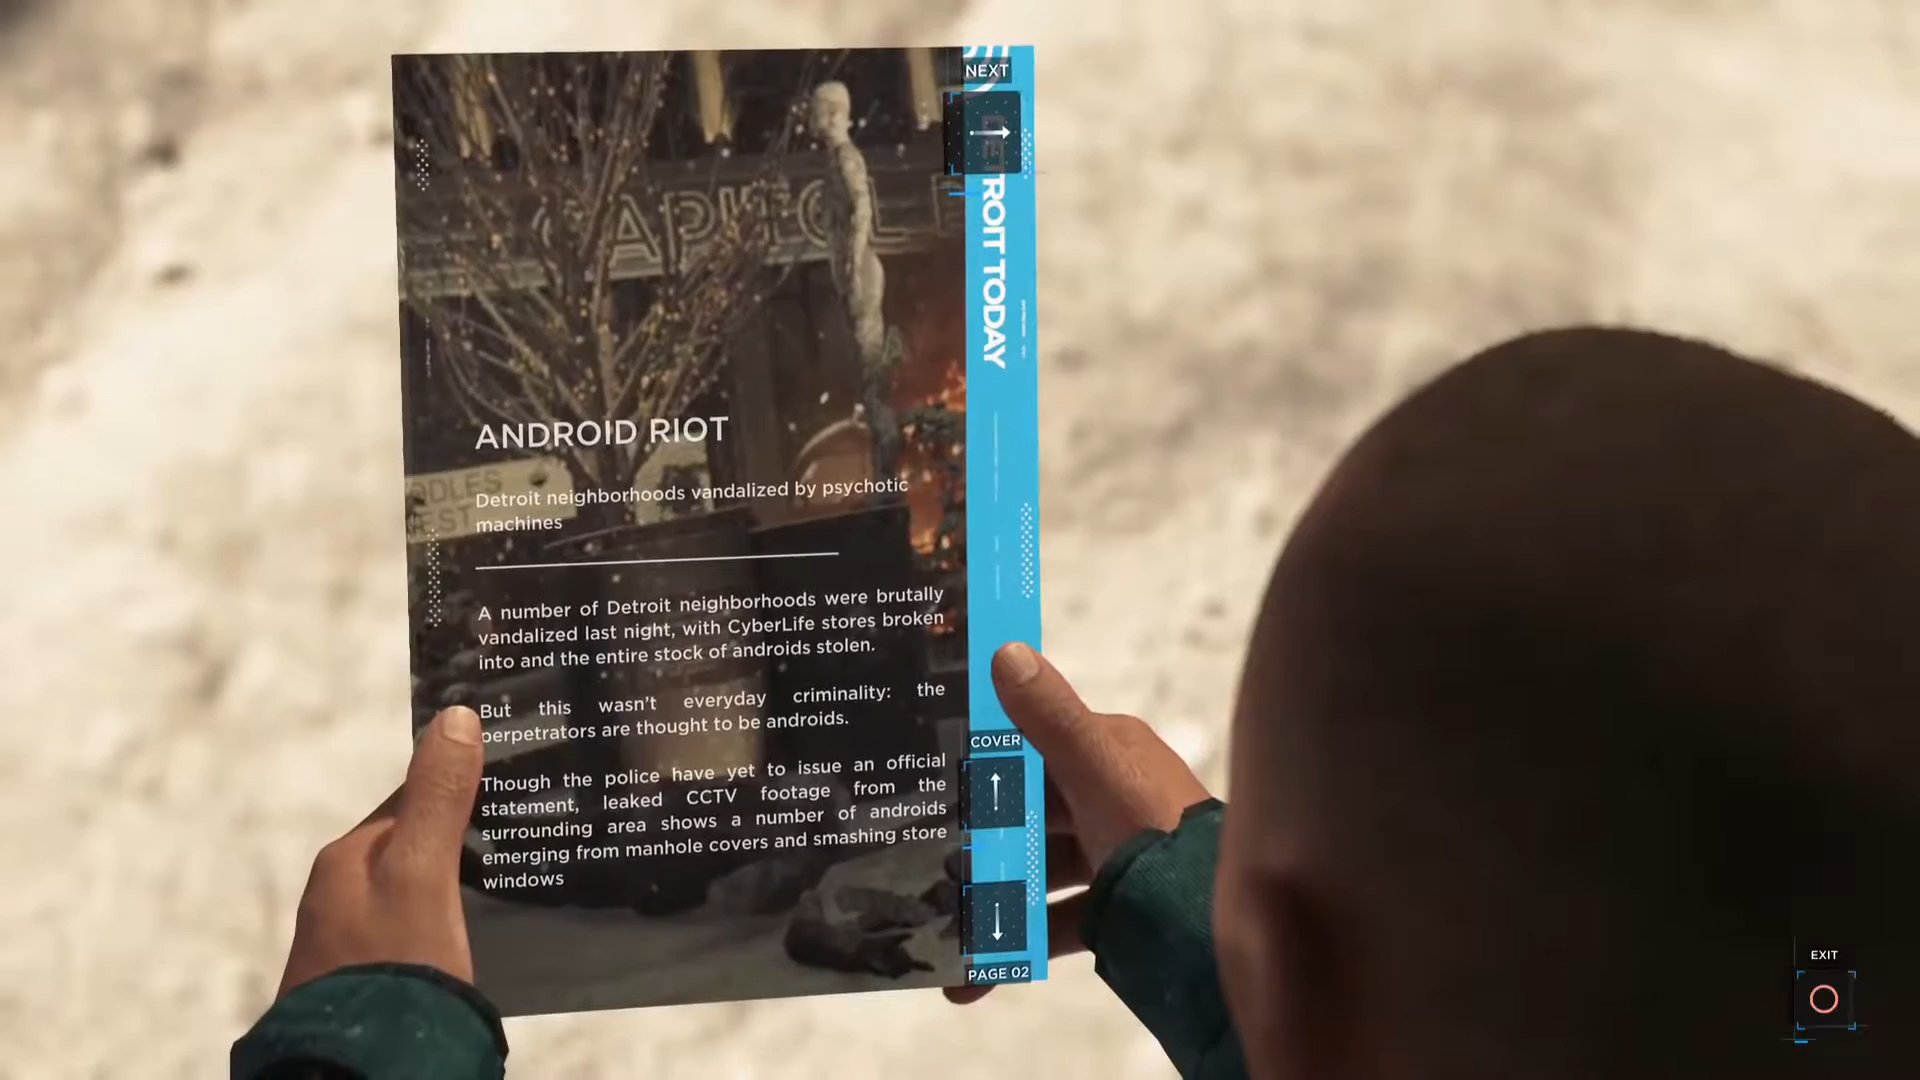 NEXT
TROIT TODAY
CAPITOL
ANDROID RIOT
Detroit neighborhoods vandalized by psychotic
machines
A number of Detroit neighborhoods were brutally
vandalized last night, with CyberLife stores broken
into and the entire stock of androids stolen.
But this wasn't everyday criminality: the
perpetrators are thought to be androids.
Though the police have yet to issue an official
statement, leaked CCTV footage from the
surrounding area shows a number of androids
emerging from manhole covers and smashing store
windows
COVER
PAGE 02
EXIT